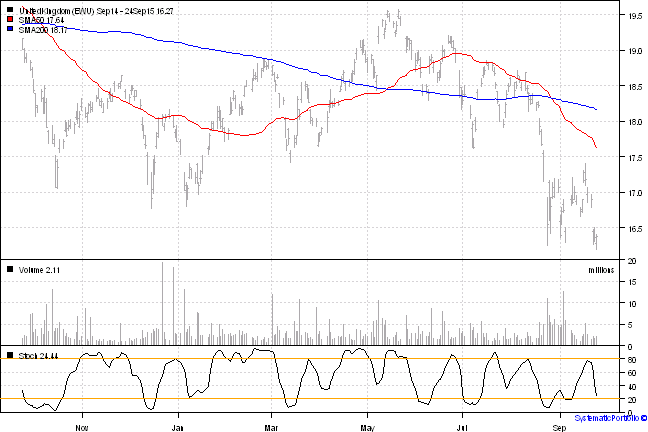 UnitedKingdom (EWU) Sep14 - 24Sep15 16.27
SMA50 17.64
SMA200 18.17
19.5
19.0
18.5
18.0
17.5
17.0
16.5
Volume 2.11
millions
20
15
10
5
0
Stoch 24.44
80
60
40
20
0
Nov Jan Mar May Jul Sep
SystematicPortfolio ©